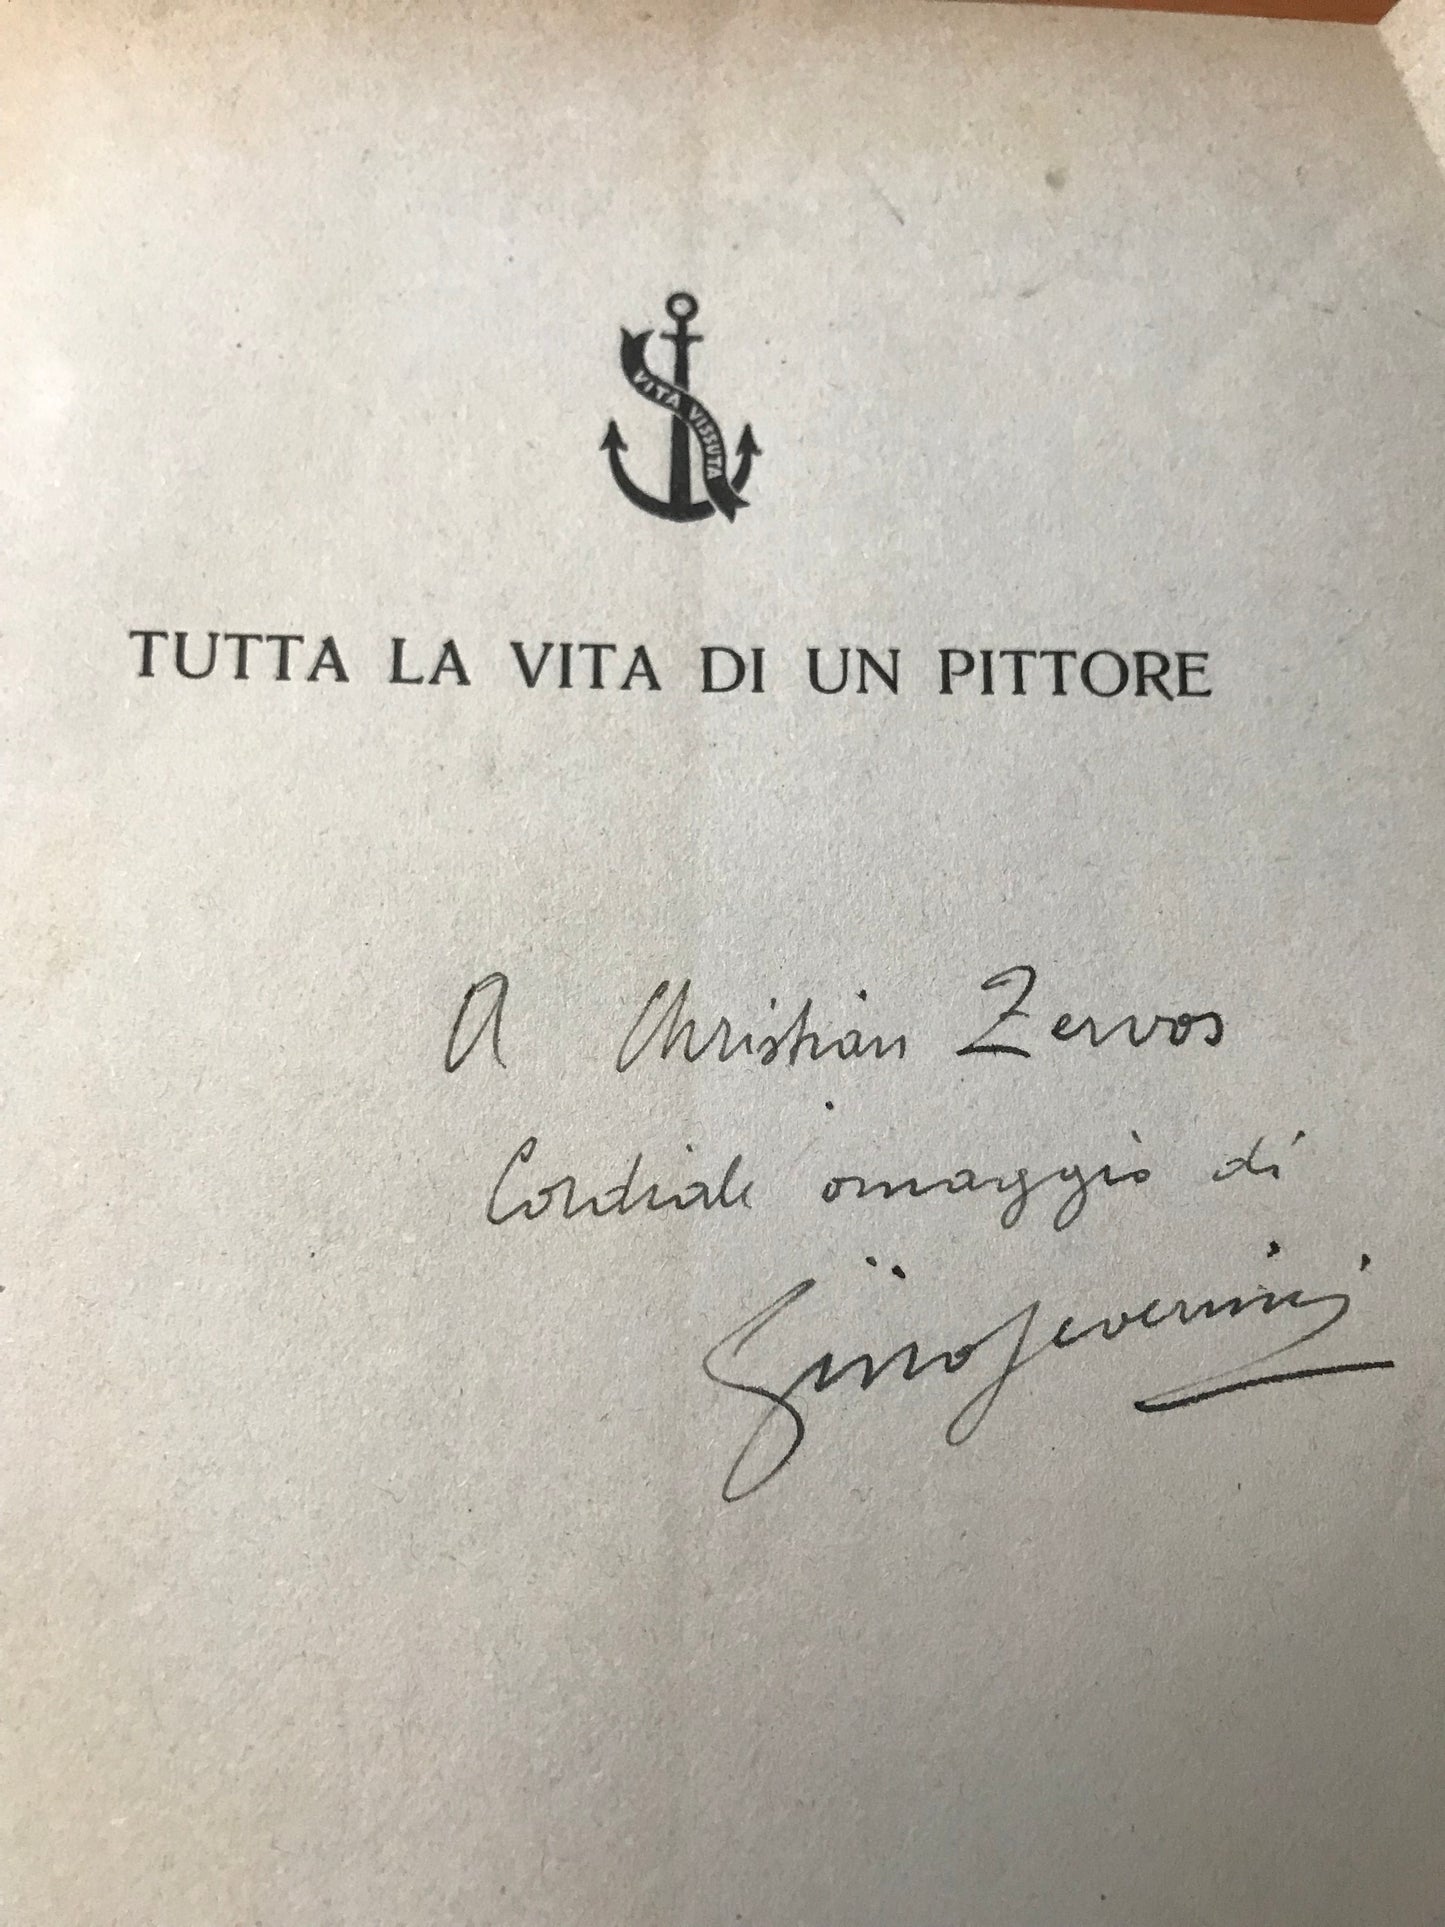 VITA VISSUTA
TUTTA LA VITA DI UN PITTORE
A Christian Zervos
Cordiale omaggio di
Gino Severini